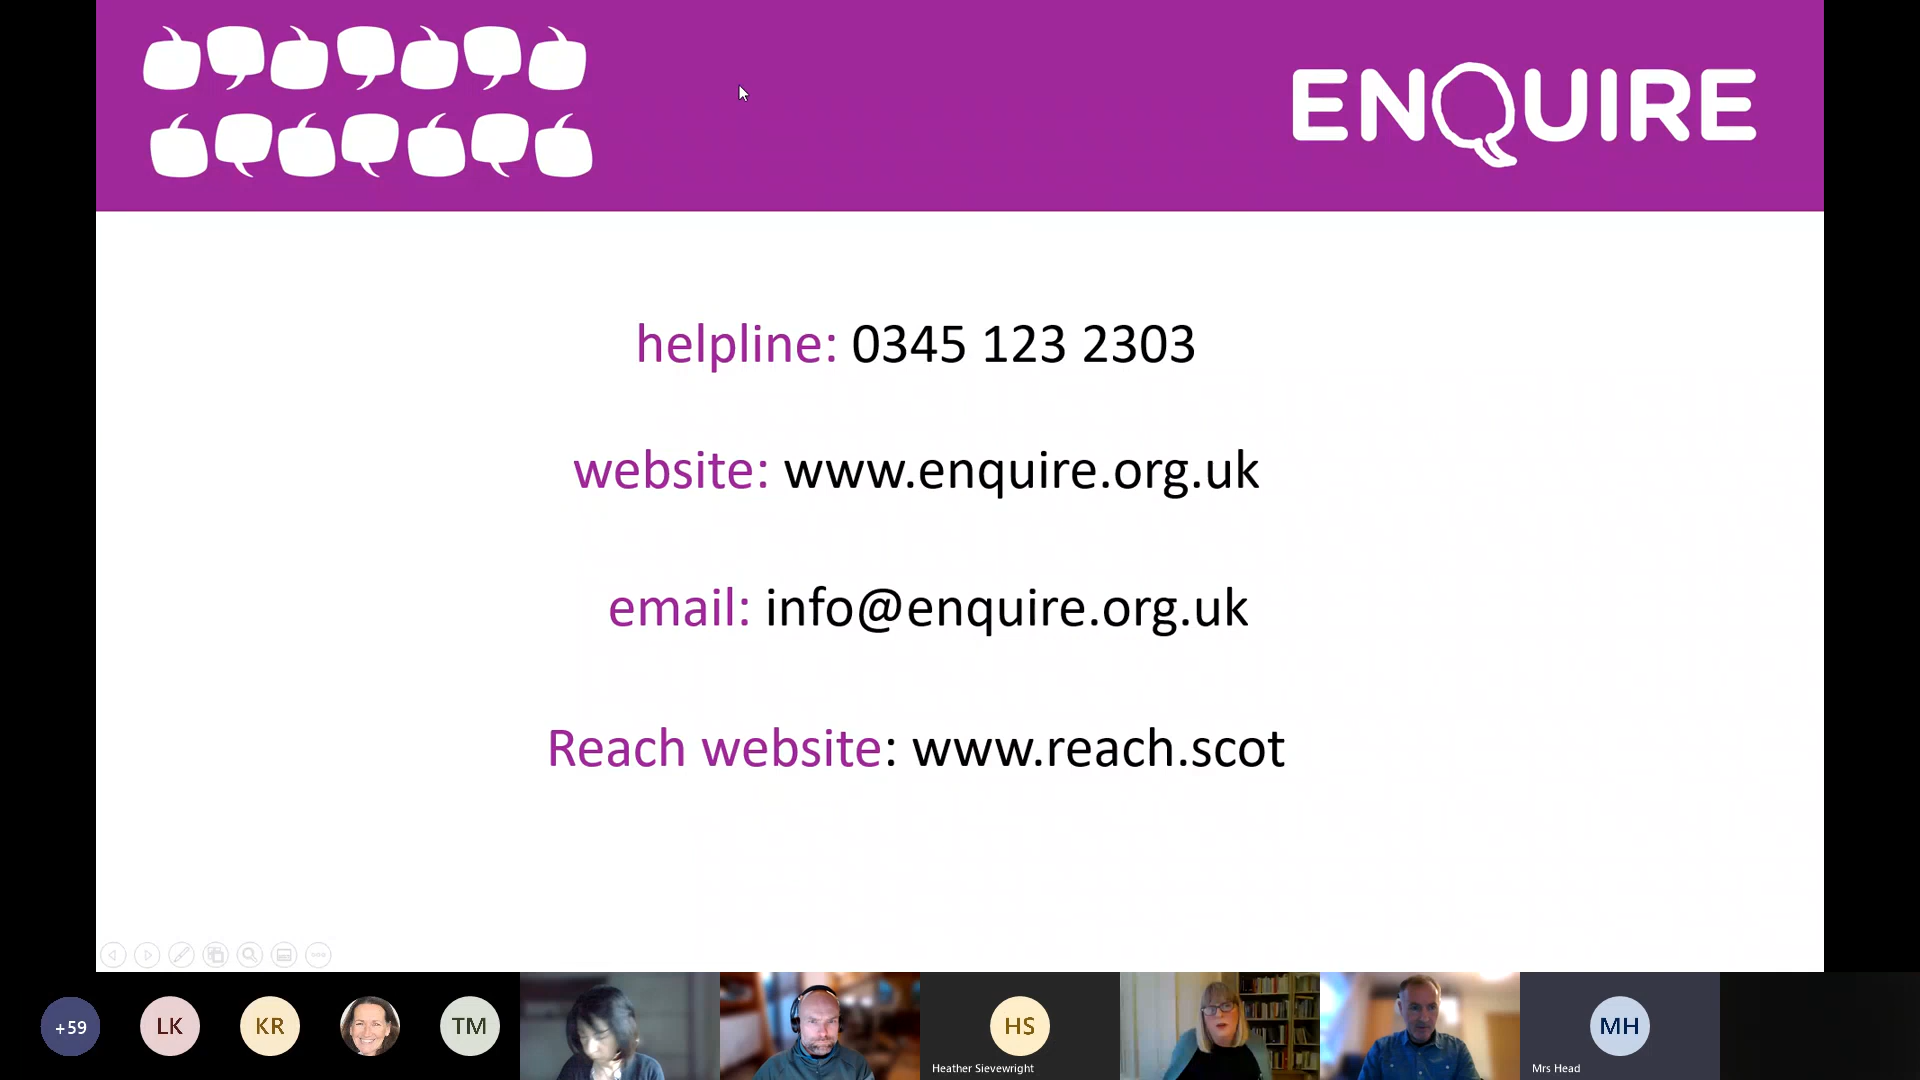 ENQUIRE
helpline: 0345 123 2303
website: www.enquire.org.uk
email: info@enquire.org.uk
Reach website: www.reach.scot
+59
LK
KR
TM
HS
Heather Sievewright
MH
Mrs Head